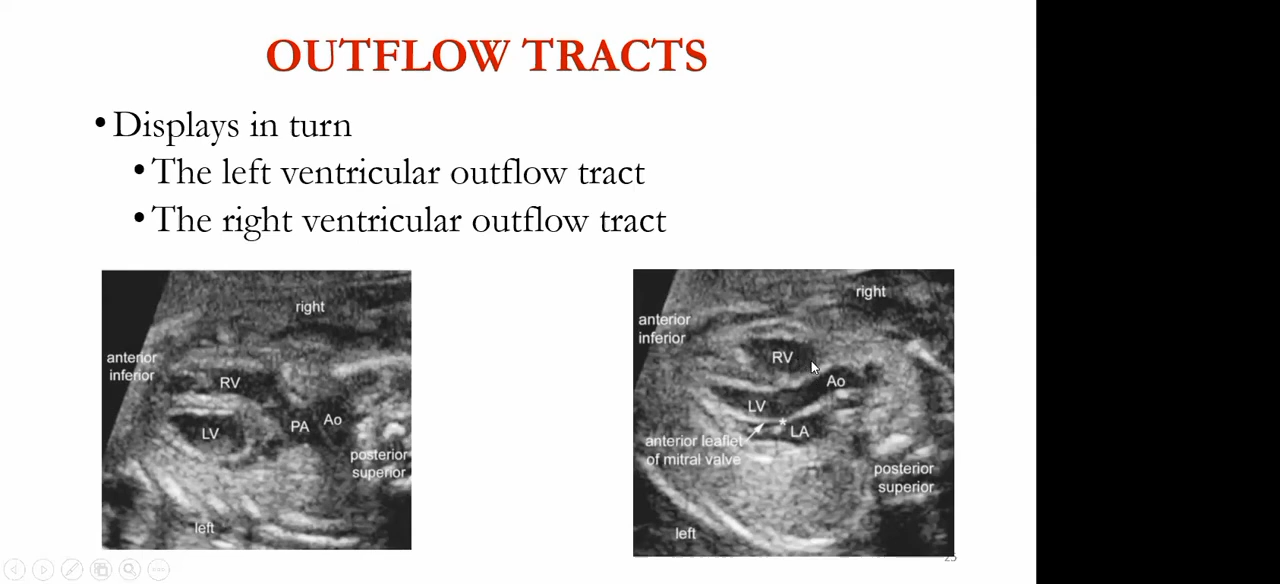 OUTFLOW TRACTS
•Displays in turn
•The left ventricular outflow tract
•The right ventricular outflow tract
right
anterior
inferior
RV
LV
PA
Ao
posterior
superior
left
right
anterior
inferior
RV
Ao
LV
*
LA
anterior leaflet
of mitral valve
posterior
superior
left
25